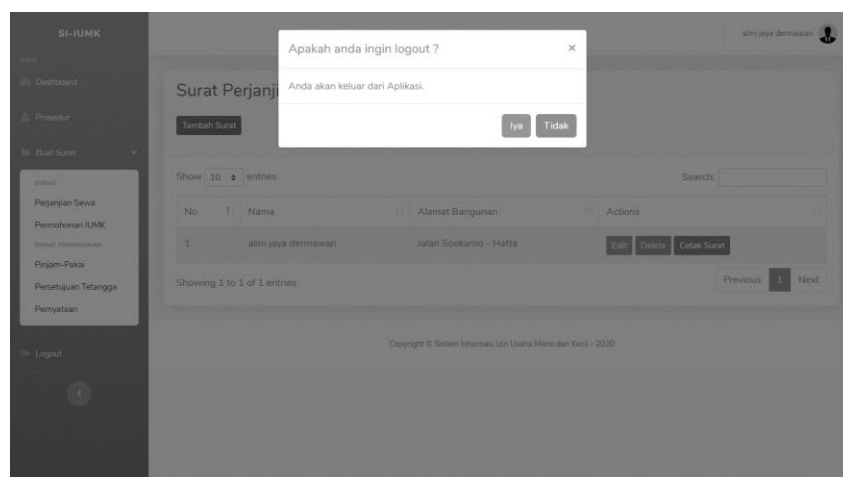 SI-IUMK
alim jaya dermawan
Dashboard
Prosedur
Buat Surat
SURAT
Perjanjian Sewa
Permohonan IUMK
SURAT PERNYATAAN :
Pinjam-Pakai
Persetujuan Tetangga
Pernyataan
Logout
Apakah anda ingin logout ?
×
Anda akan keluar dari Aplikasi.
Iya Tidak
Surat Perjanji
Tambah Surat
Show 10 entries
Search:
No Nama Alamat Bangunan Actions
1 alim jaya dermawan Jalan Soekarno - Hatta Edit Delete Cetak Surat
Showing 1 to 1 of 1 entries
Previous 1 Next
Copyright © Sistem Informasi Izin Usaha Mikro dan Kecil - 2020